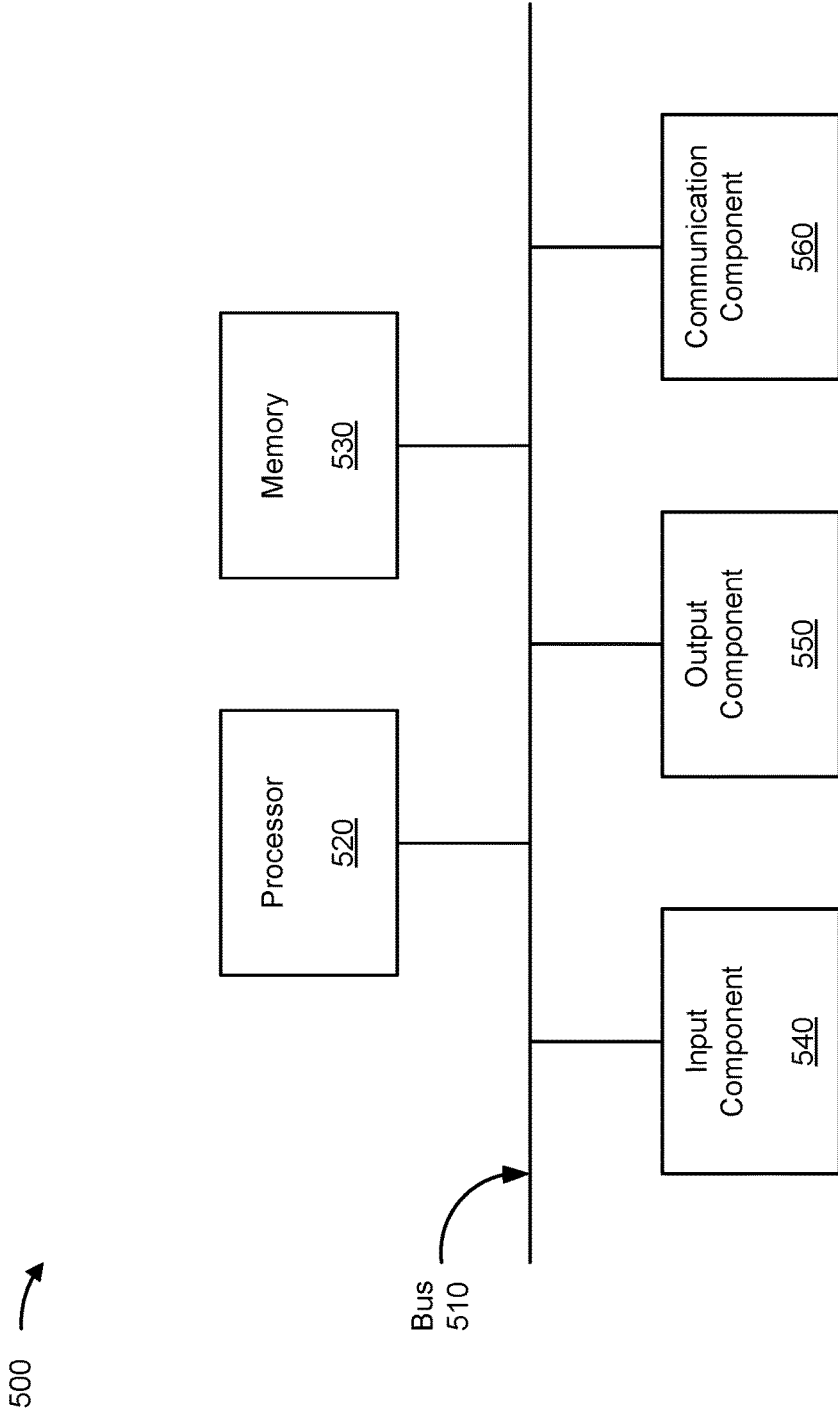 500
Bus
510
Processor
520
Memory
530
Input
Component
540
Output
Component
550
Communication
Component
560